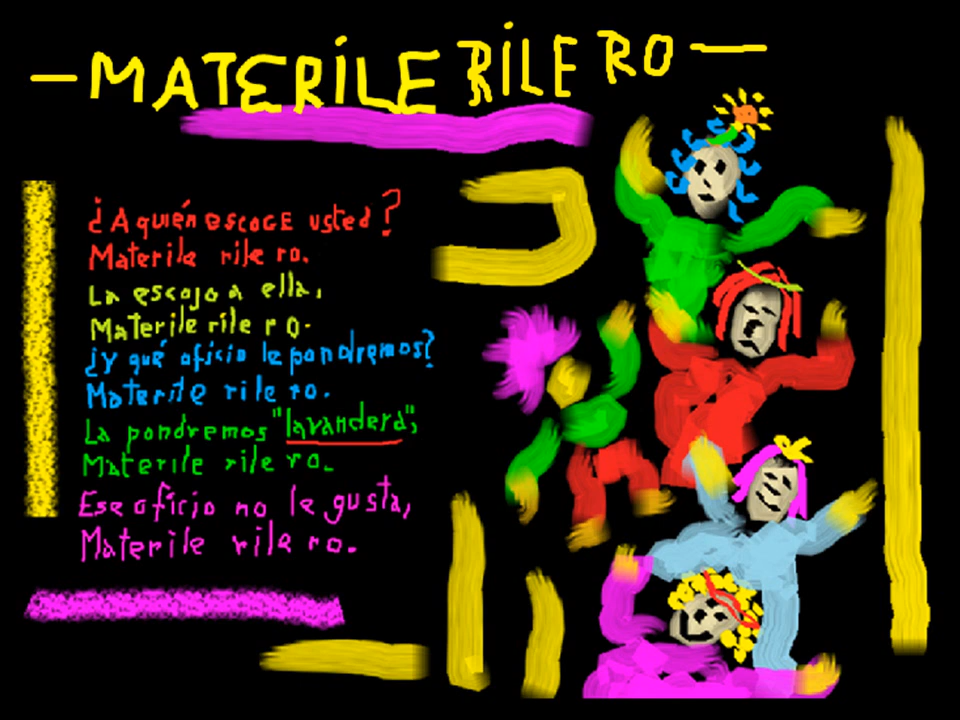 — MATERILE RILE RO —
¿A quién escoge usted?
Materile rile ro.
La escojo a ella,
Materile rile ro.
¿Y qué oficio le pondremos?
Materile rile ro.
La pondremos "lavandera",
Materile rile ro.
Ese oficio no le gusta,
Materile rile ro.